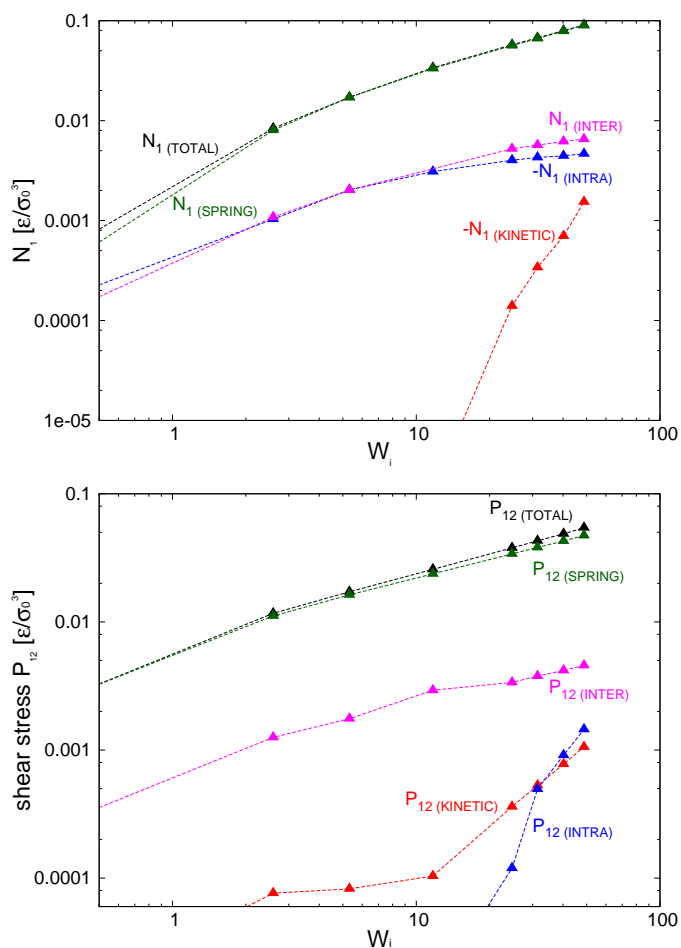 0.1
0.01
0.001
0.0001
1e-05
N₁ [ε/σ₀³]
N₁ (TOTAL)
N₁ (SPRING)
N₁ (INTER)
-N₁ (INTRA)
-N₁ (KINETIC)
1 10 100
Wᵢ
0.1
0.01
0.001
0.0001
shear stress P₁₂ [ε/σ₀³]
P₁₂ (TOTAL)
P₁₂ (SPRING)
P₁₂ (INTER)
P₁₂ (KINETIC)
P₁₂ (INTRA)
1 10 100
Wᵢ